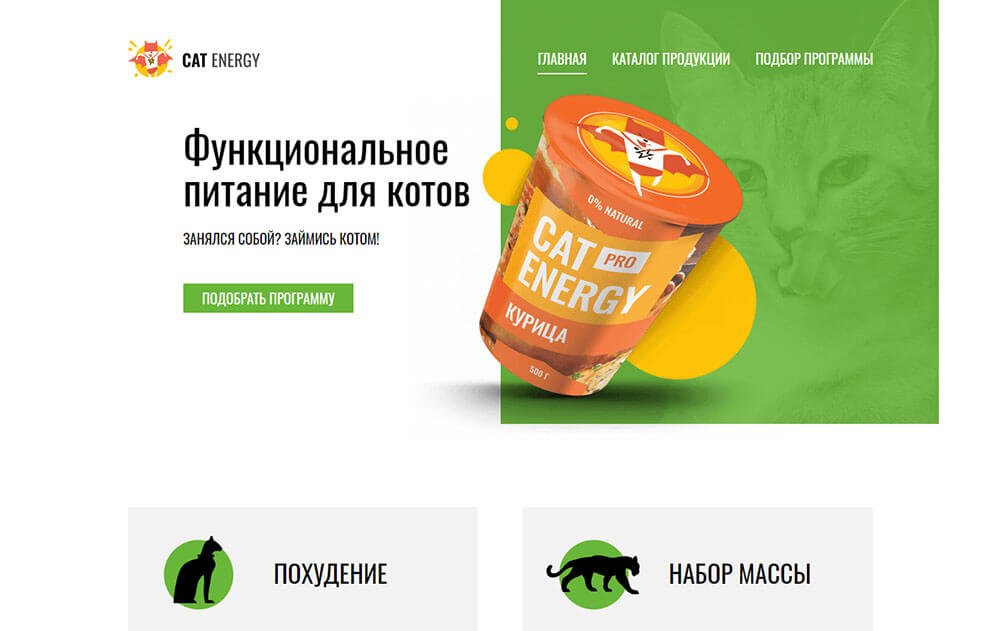 CAT ENERGY
ГЛАВНАЯ
КАТАЛОГ ПРОДУКЦИИ
ПОДБОР ПРОГРАММЫ
Функциональное
питание для котов
ЗАНЯЛСЯ СОБОЙ? ЗАЙМИСЬ КОТОМ!
ПОДОБРАТЬ ПРОГРАММУ
0% NATURAL
CAT PRO
ENERGY
КУРИЦА
500 Г
ПОХУДЕНИЕ
НАБОР МАССЫ